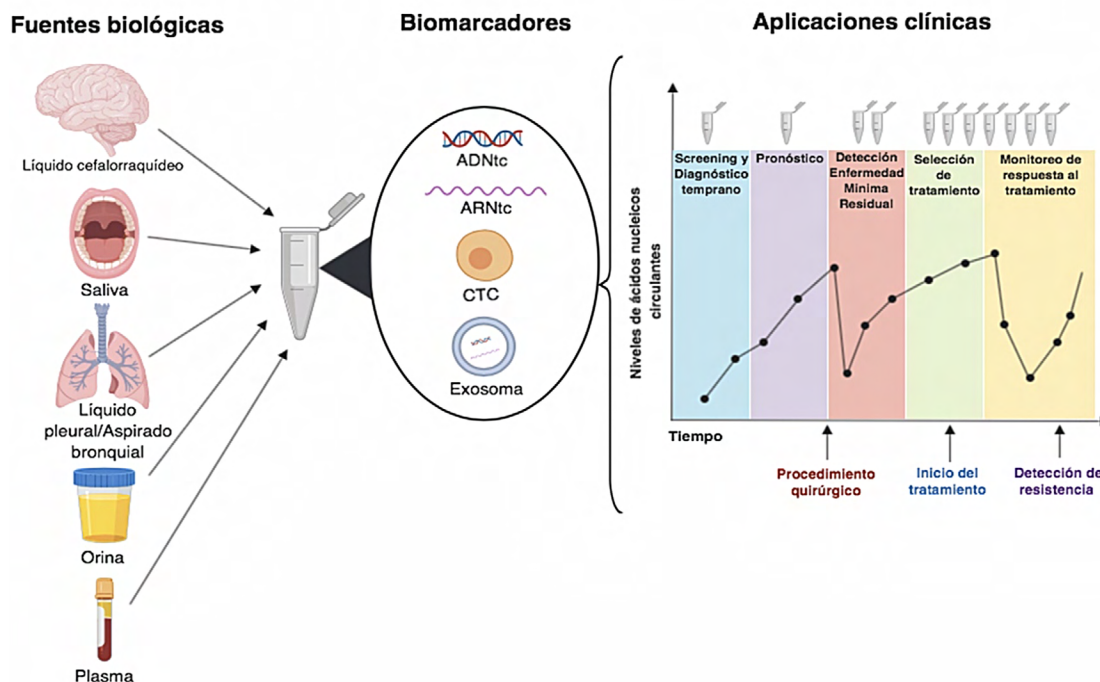 Fuentes biológicas
Líquido cefalorraquídeo
Saliva
Líquido
pleural/Aspirado
bronquial
Orina
Plasma
Biomarcadores
ADNtc
ARNtc
CTC
Exosoma
Aplicaciones clínicas
Niveles de ácidos nucleicos
circulantes
Screening y
Diagnóstico
temprano
Pronóstico
Detección
Enfermedad
Minima
Residual
Selección
de
tratamiento
Monitoreo de
respuesta al
tratamiento
Tiempo
Procedimiento
quirúrgico
Inicio del
tratamiento
Detección de
resistencia